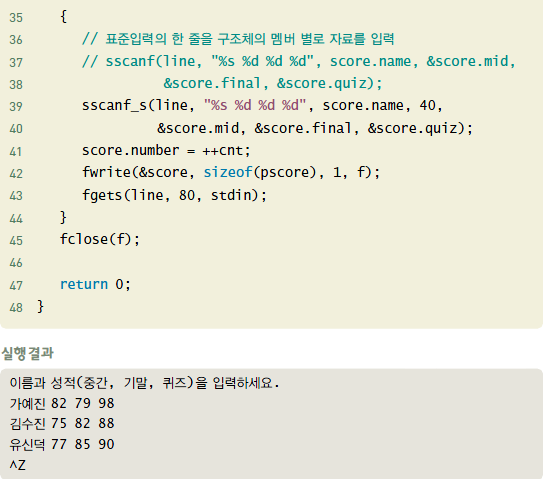 35 {
36 // 표준입력의 한 줄을 구조체의 멤버 별로 자료를 입력
37 // sscanf(line, "%s %d %d %d", score.name, &score.mid,
38 &score.final, &score.quiz);
39 sscanf_s(line, "%s %d %d %d", score.name, 40,
40 &score.mid, &score.final, &score.quiz);
41 score.number = ++cnt;
42 fwrite(&score, sizeof(pscore), 1, f);
43 fgets(line, 80, stdin);
44 }
45 fclose(f);
46
47 return 0;
48 }
실행결과
이름과 성적(중간, 기말, 퀴즈)을 입력하세요.
가예진 82 79 98
김수진 75 82 88
유신덕 77 85 90
^Z